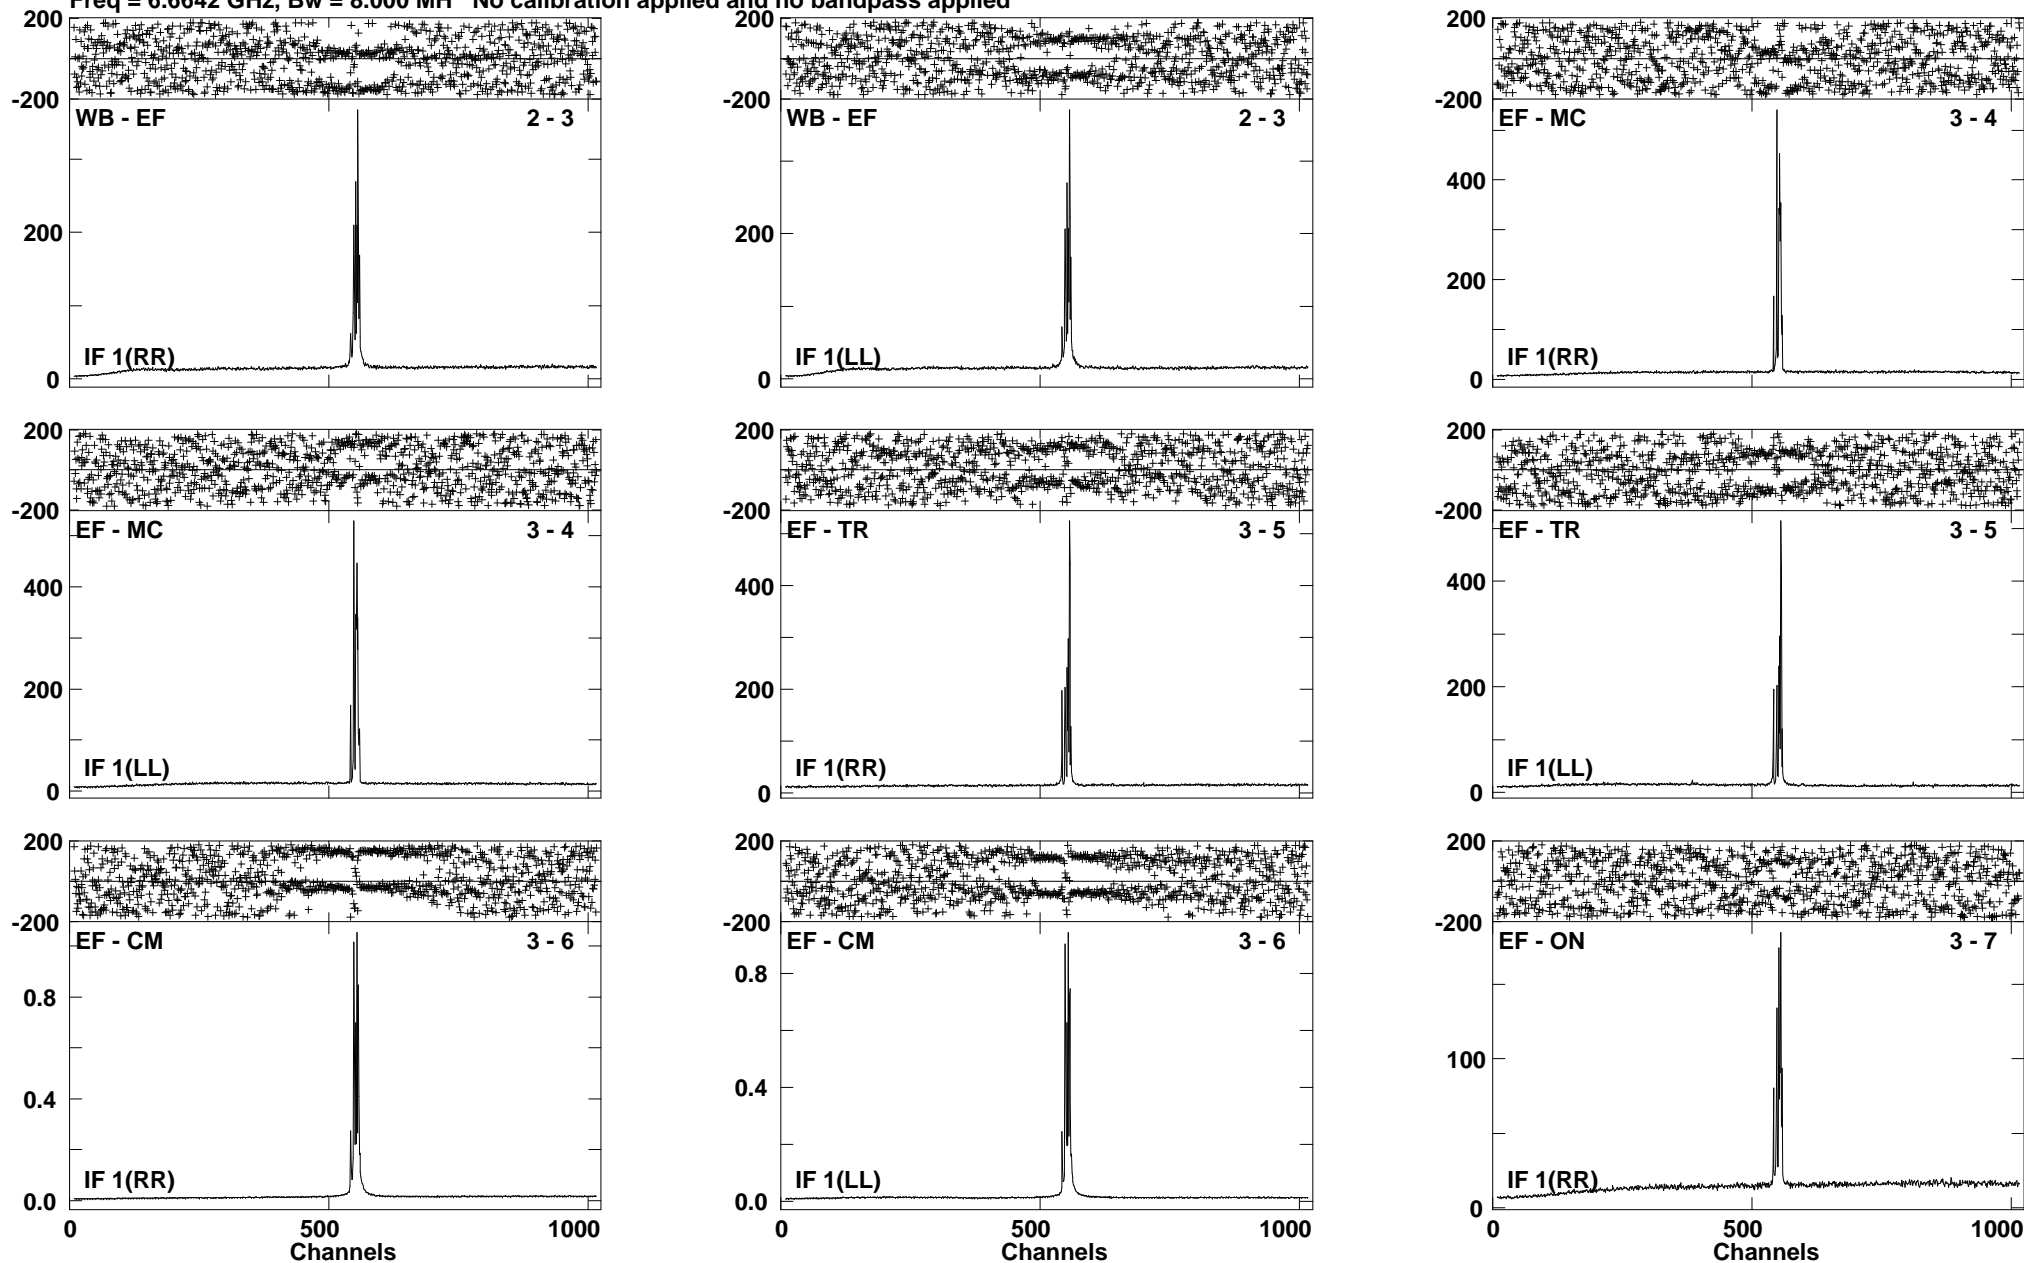 Freq = 6.6642 GHz, Bw = 8.000 MH No calibration applied and no bandpass applied
200 200 200
-200 -200 -200
WB - EF 2 - 3 WB - EF 2 - 3 EF - MC 3 - 4
400
200 200
200
IF 1(RR) IF 1(LL) IF 1(RR)
0 0 0
200 200 200
-200 -200 -200
EF - MC 3 - 4 EF - TR 3 - 5 EF - TR 3 - 5
400 400 400
200 200 200
IF 1(LL) IF 1(RR) IF 1(LL)
0 0 0
200 200 200
-200 -200 -200
EF - CM 3 - 6 EF - CM 3 - 6 EF - ON 3 - 7
0.8 0.8
100
0.4 0.4
IF 1(RR) IF 1(LL) IF 1(RR)
0.0 0.0 0
0 500 1000 0 500 1000 0 500 1000
Channels Channels Channels